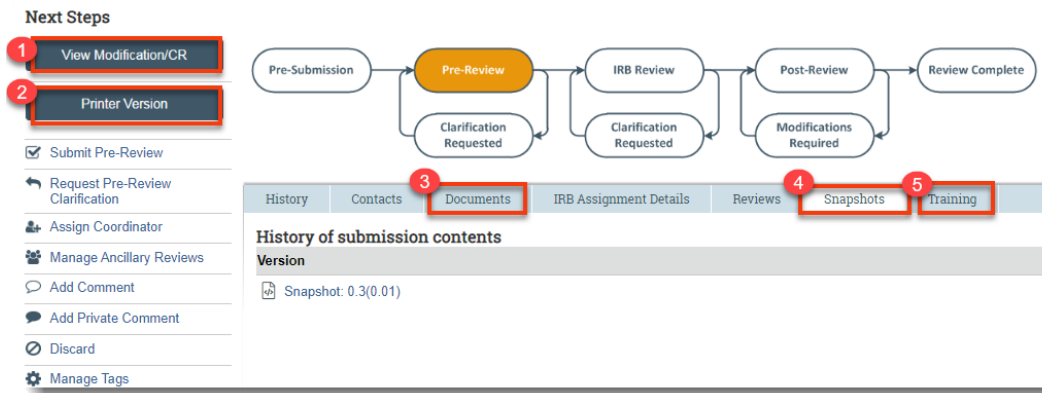 Next Steps
1
View Modification/CR
2
Printer Version
Submit Pre-Review
Request Pre-Review
Clarification
Assign Coordinator
Manage Ancillary Reviews
Add Comment
Add Private Comment
Discard
Manage Tags
Pre-Submission
Pre-Review
IRB Review
Post-Review
Review Complete
Clarification
Requested
Clarification
Requested
Modifications
Required
3
4
5
History
Contacts
Documents
IRB Assignment Details
Reviews
Snapshots
Training
History of submission contents
Version
Snapshot: 0.3(0.01)